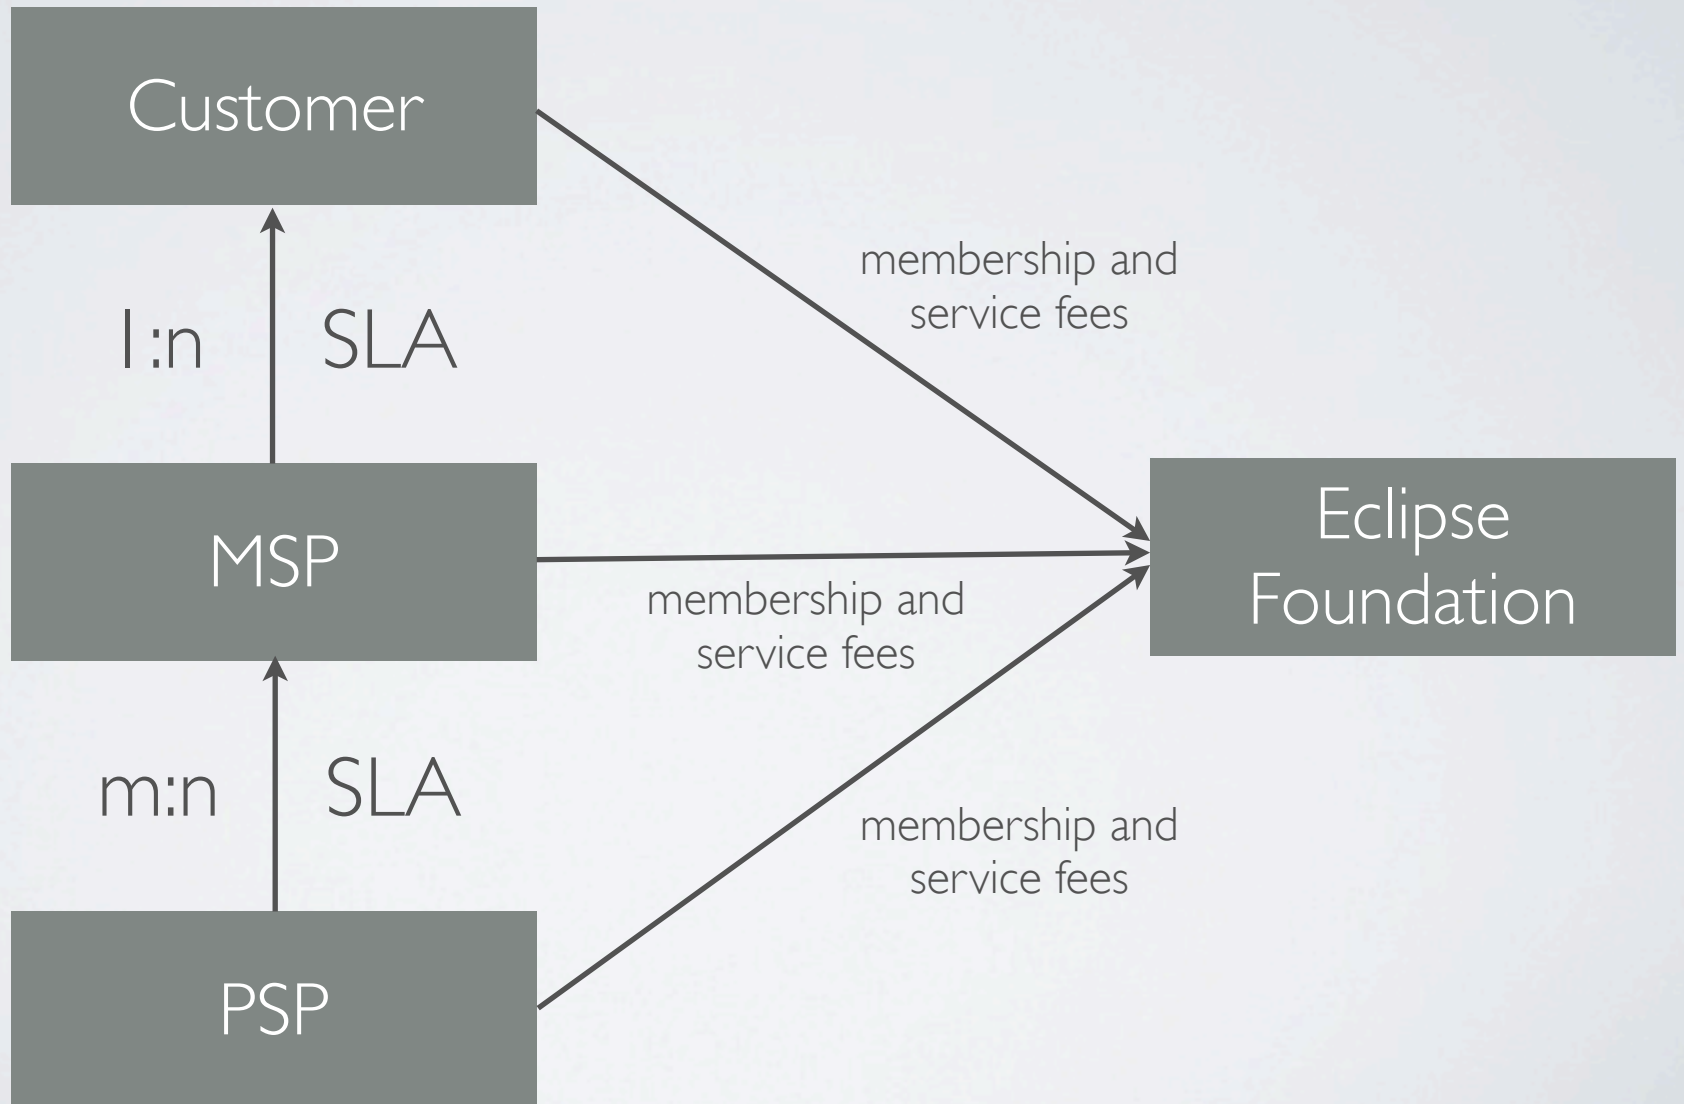 Customer
membership and
service fees
1:n
SLA
MSP
Eclipse
Foundation
membership and
service fees
m:n
SLA
membership and
service fees
PSP